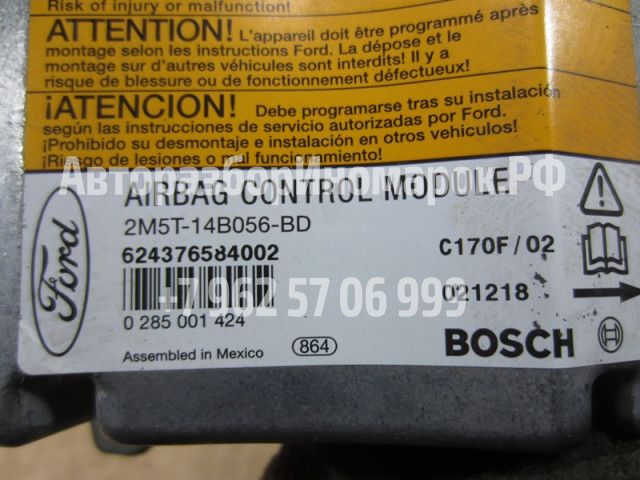 Risk of injury or malfunction!
ATTENTION! L'appareil doit être programmé après
montage selon les instructions Ford. La dépose et le
montage sur d'autres véhicules sont interdits! Il y a
risque de blessure ou de fonctionnement défectueux!
¡ATENCION! Debe programarse tras su instalación
según las instrucciones de servicio autorizadas por Ford.
¡Prohibido su desmontaje e instalación en otros vehículos!
¡Riesgo de lesiones o mal funcionamiento!
АвторазборИномарок.РФ
AIRBAG CONTROL MODULE
Ford
2M5T-14B056-BD
624376584002
C170F/02
+7 962 57 06 999
021218
0 285 001 424
Assembled in Mexico
864
BOSCH